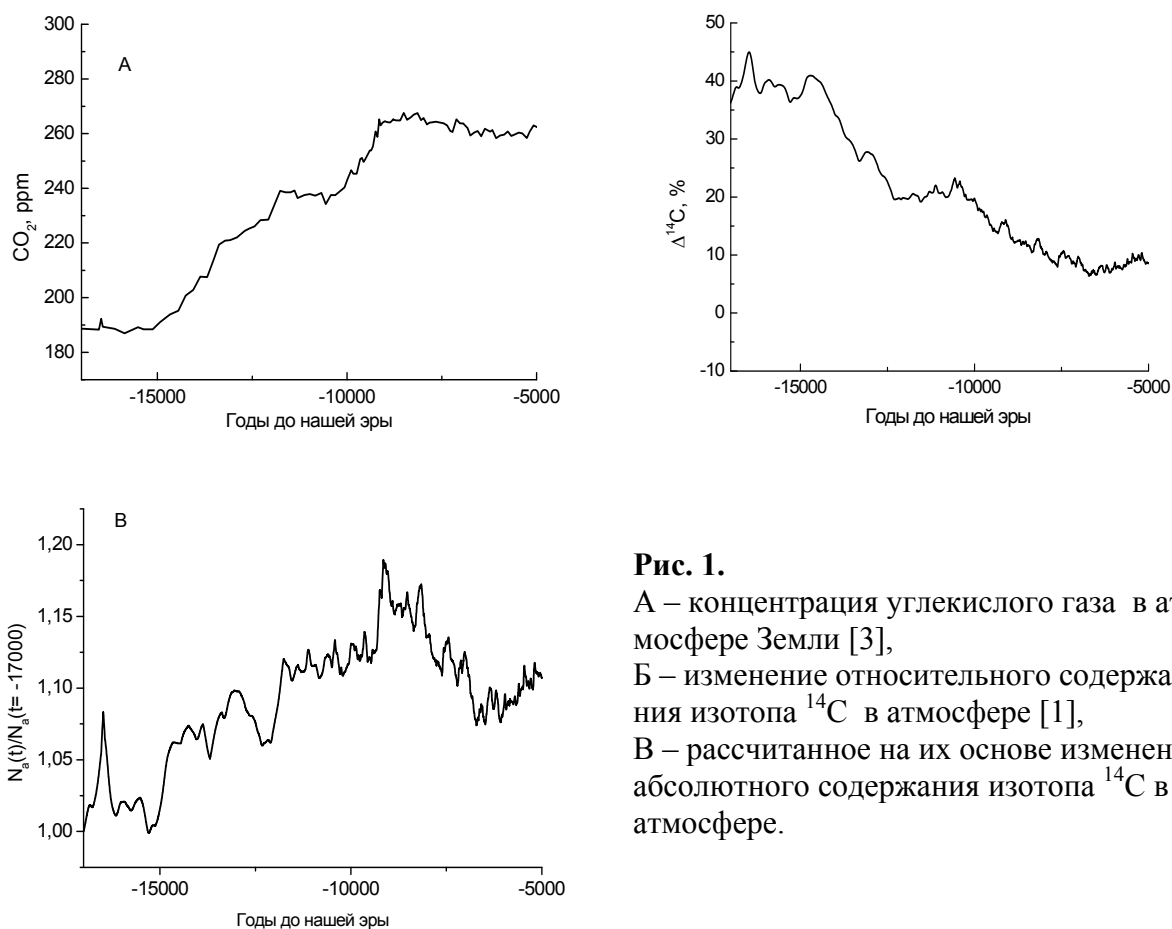 300
280
260
240
220
200
180
A
CO2, ppm
-15000 -10000 -5000
Годы до нашей эры
50
40
30
20
10
0
-10
Δ14C, %
-15000 -10000 -5000
Годы до нашей эры
1,20
1,15
1,10
1,05
1,00
В
Na(t)/Na(t= -17000)
-15000 -10000 -5000
Годы до нашей эры
Рис. 1.
А – концентрация углекислого газа в ат
мосфере Земли [3],
Б – изменение относительного содержа
ния изотопа 14С в атмосфере [1],
В – рассчитанное на их основе изменен
абсолютного содержания изотопа 14С в
атмосфере.